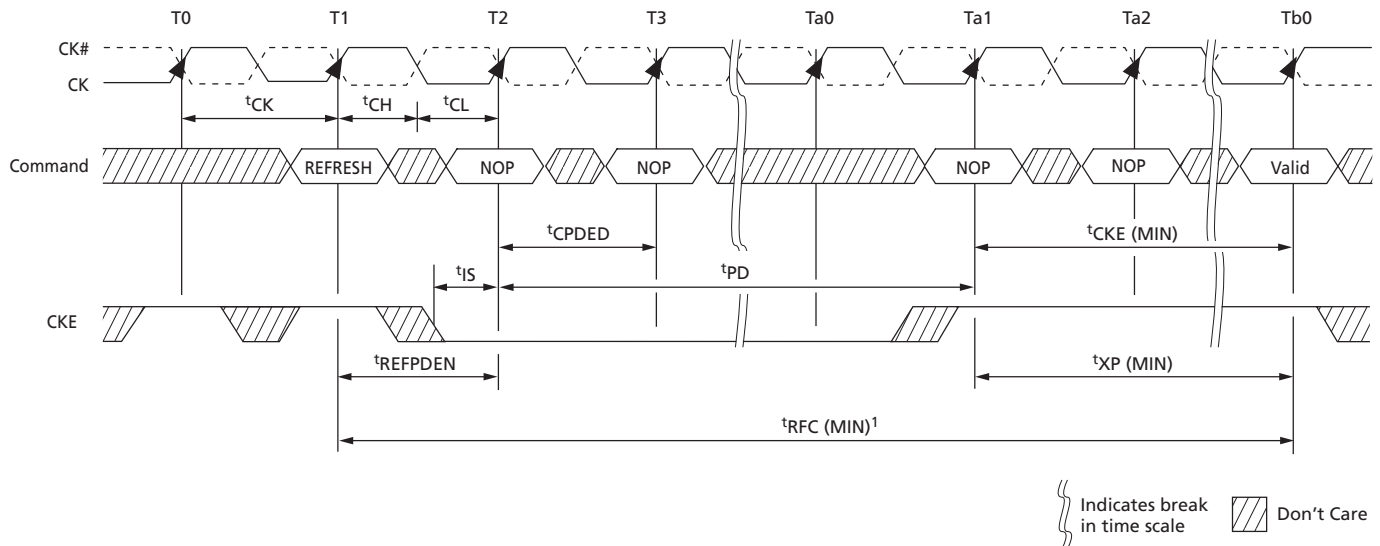 T0 T1 T2 T3 Ta0 Ta1 Ta2 Tb0
CK#
CK
tCK tCH tCL
Command REFRESH NOP NOP NOP NOP Valid
tCPDED tCKE (MIN)
tIS tPD
CKE
tREFPDEN tXP (MIN)
tRFC (MIN)1
Indicates break
in time scale
Don't Care